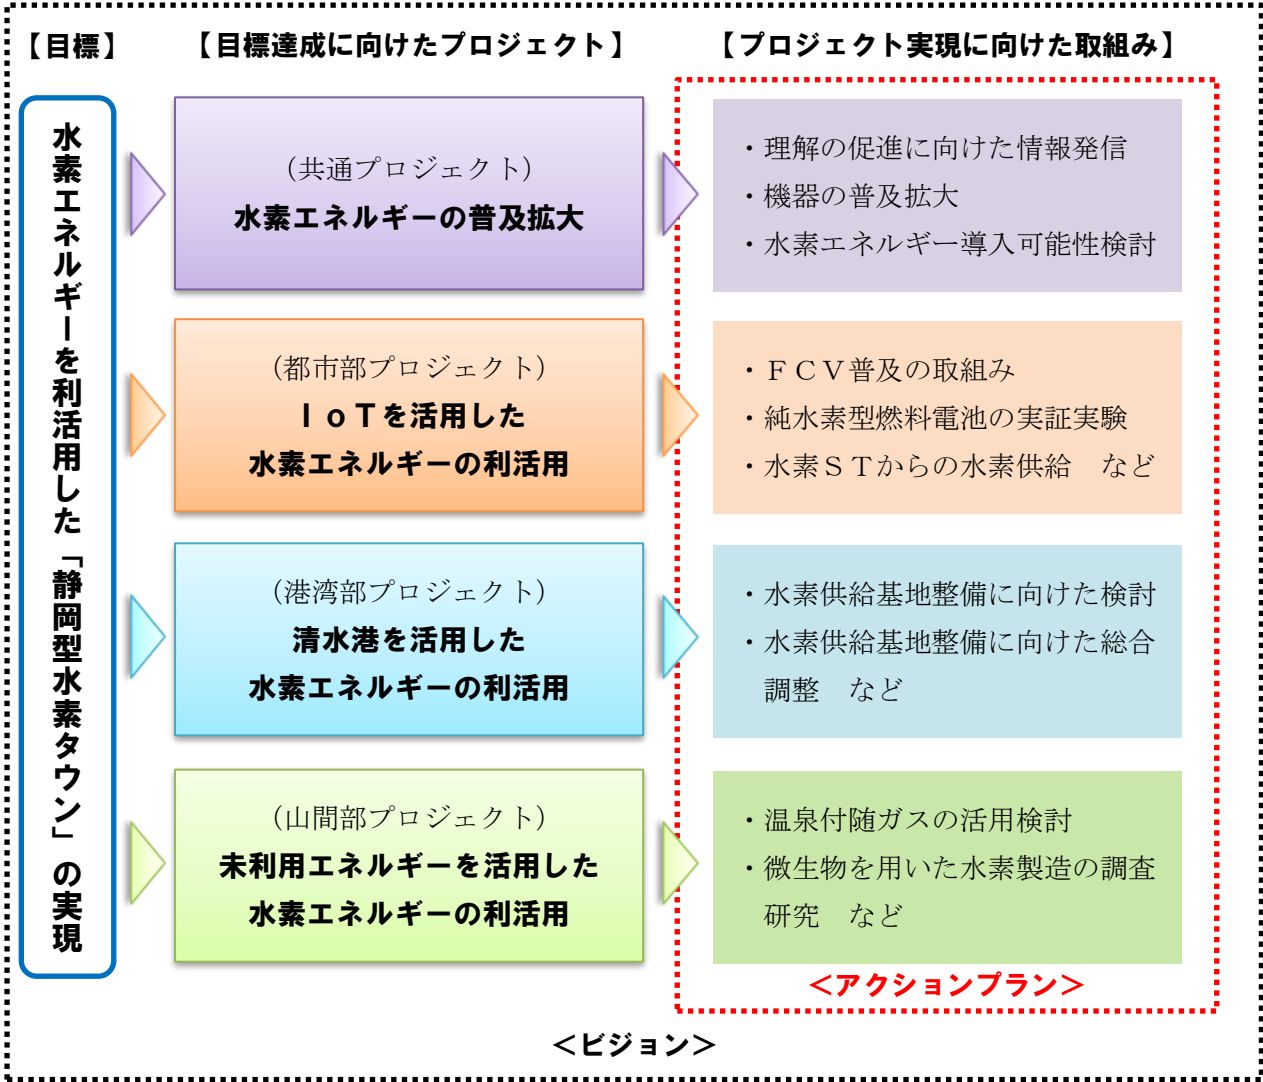 【目標】
【目標達成に向けたプロジェクト】
【プロジェクト実現に向けた取組み】
水素エネルギーを利活用した「静岡型水素タウン」の実現
（共通プロジェクト）
水素エネルギーの普及拡大
・理解の促進に向けた情報発信
・機器の普及拡大
・水素エネルギー導入可能性検討
（都市部プロジェクト）
ＩｏＴを活用した
水素エネルギーの利活用
・ＦＣＶ普及の取組み
・純水素型燃料電池の実証実験
・水素ＳＴからの水素供給　など
（港湾部プロジェクト）
清水港を活用した
水素エネルギーの利活用
・水素供給基地整備に向けた検討
・水素供給基地整備に向けた総合
調整　など
（山間部プロジェクト）
未利用エネルギーを活用した
水素エネルギーの利活用
・温泉付随ガスの活用検討
・微生物を用いた水素製造の調査
研究　など
＜アクションプラン＞
＜ビジョン＞